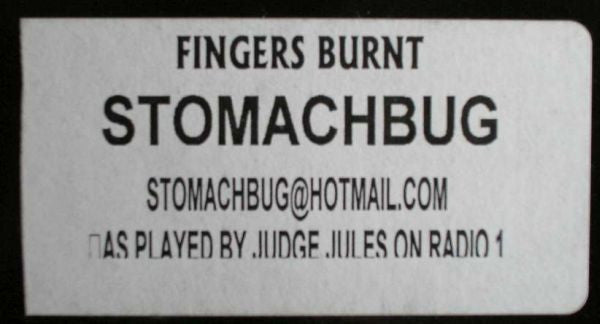 FINGERS BURNT
STOMACHBUG
STOMACHBUG@HOTMAIL.COM
▯AS PLAYED BY JUDGE JULES ON RADIO 1